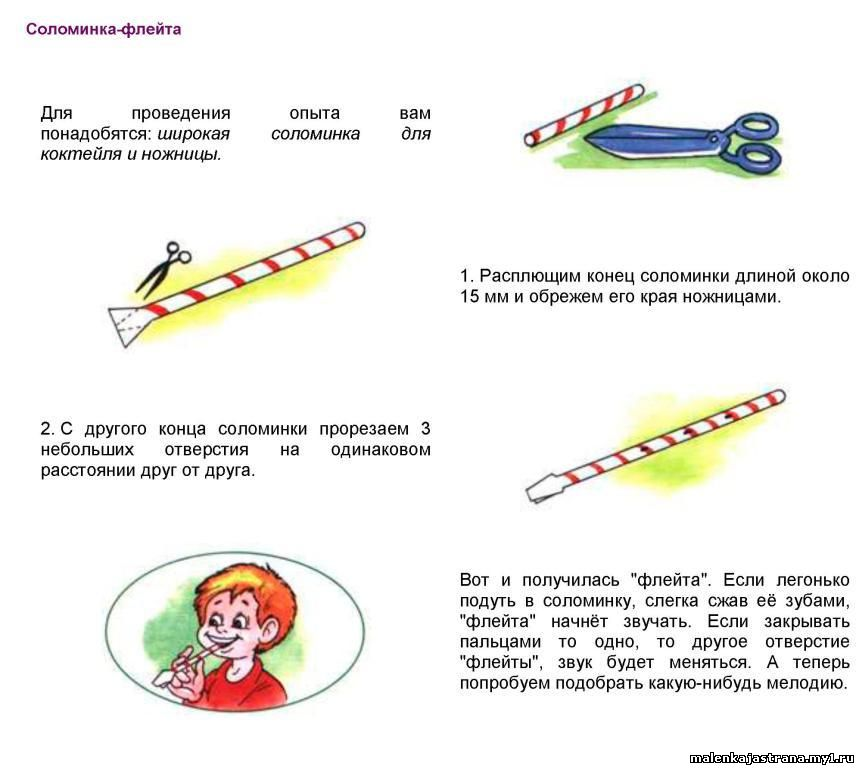 Соломинка-флейта
Для проведения опыта вам
понадобятся: широкая соломинка для
коктейля и ножницы.
1. Расплющим конец соломинки длиной около
15 мм и обрежем его края ножницами.
2. С другого конца соломинки прорезаем 3
небольших отверстия на одинаковом
расстоянии друг от друга.
Вот и получилась "флейта". Если легонько
подуть в соломинку, слегка сжав её зубами,
"флейта" начнёт звучать. Если закрывать
пальцами то одно, то другое отверстие
"флейты", звук будет меняться. А теперь
попробуем подобрать какую-нибудь мелодию.
malenkajastrana.my1.ru